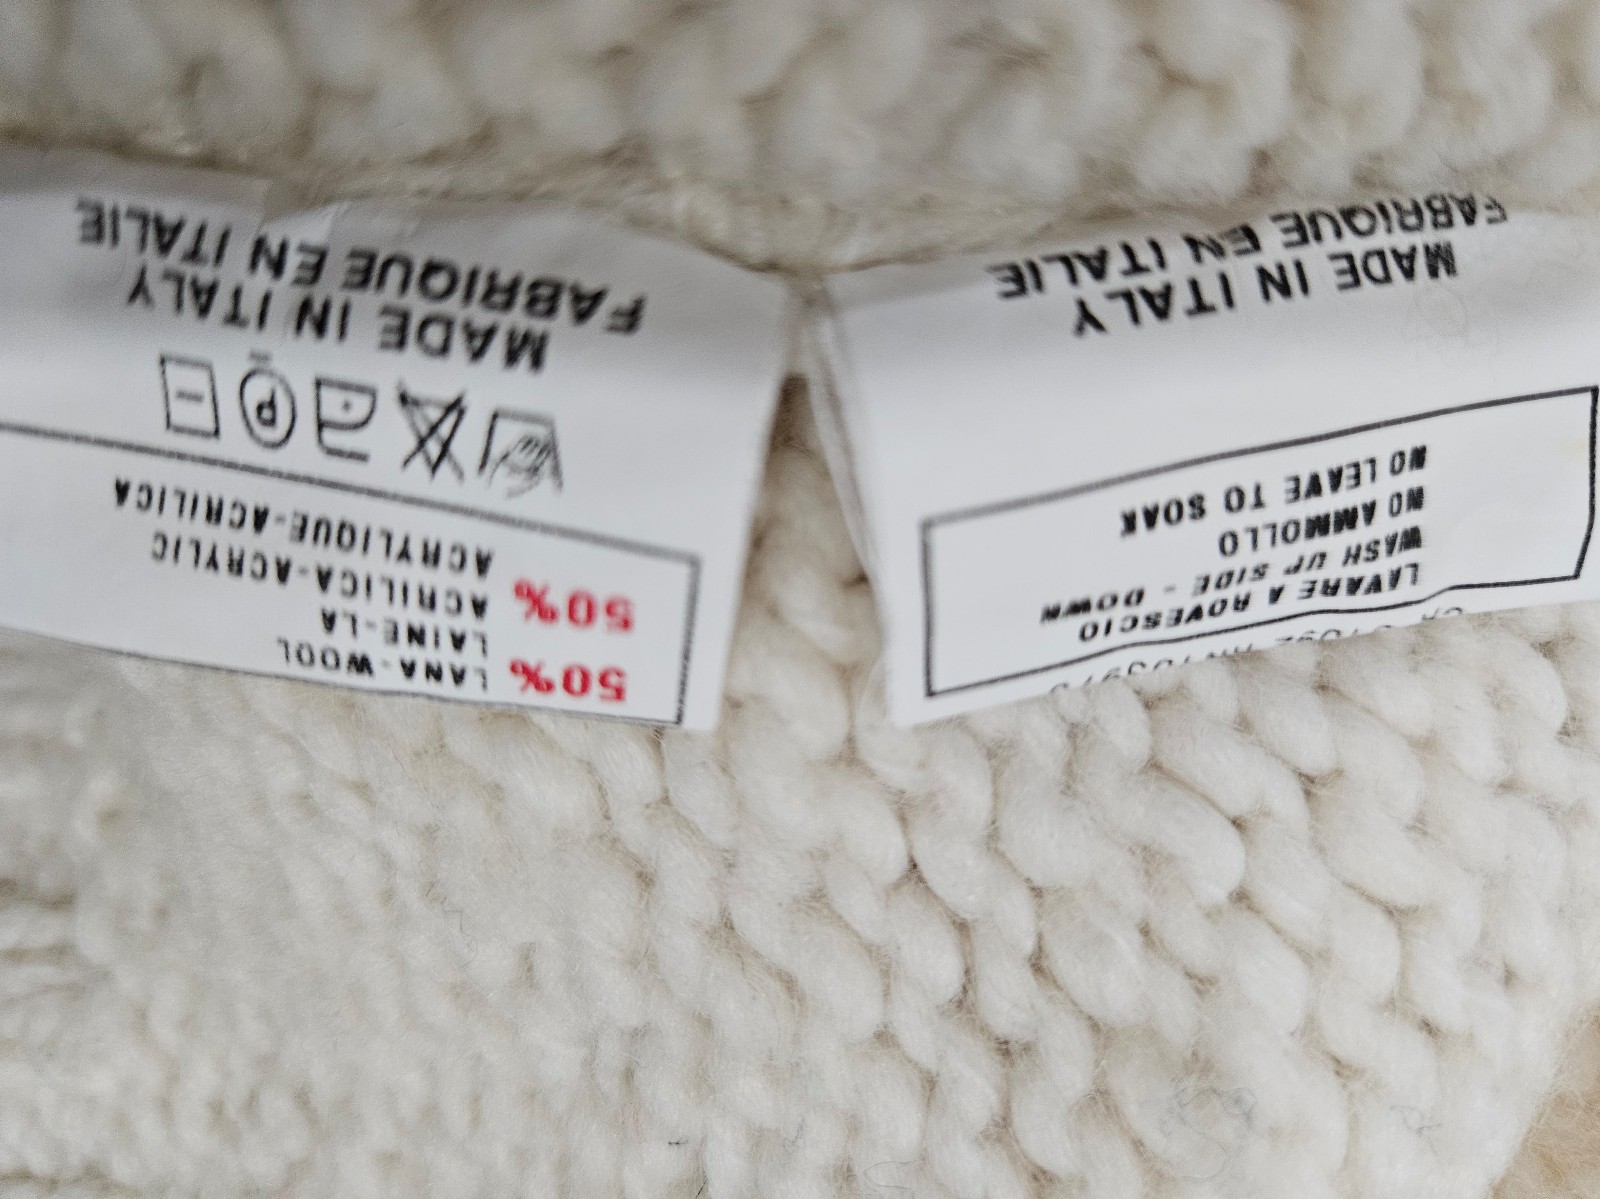 LAVARE A ROVESCIO
WASH UP SIDE - DOWN
NO AMMOLLO
NO LEAVE TO SOAK
MADE IN ITALY
FABRIQUE EN ITALIE
50% LANA-WOOL
LAINE-LA
50% ACRILICA-ACRYLIC
ACRYLIQUE-ACRILICA
P
MADE IN ITALY
FABRIQUE EN ITALIE